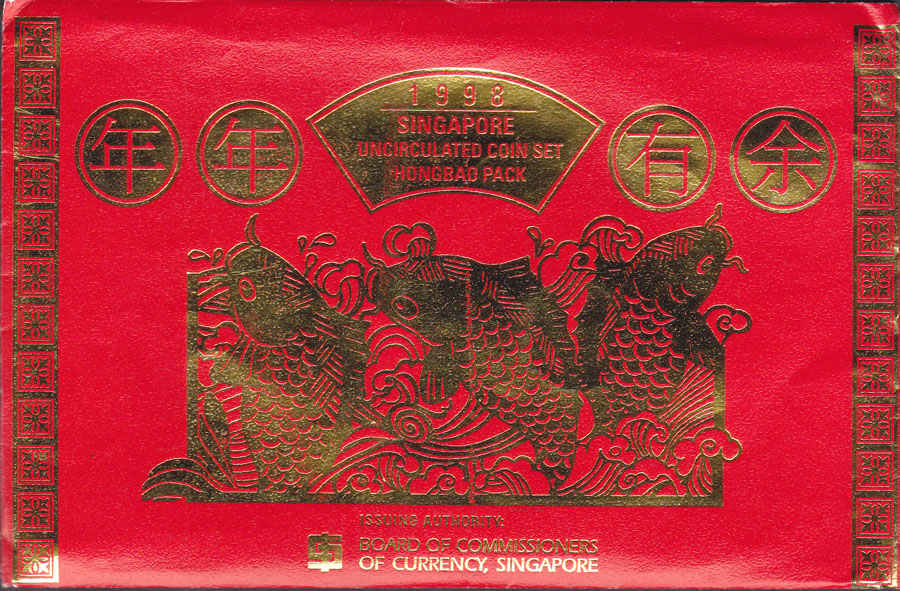 1998
SINGAPORE
UNCIRCULATED COIN SET
HONGBAO PACK
年年有余
ISSUING AUTHORITY:
BOARD OF COMMISSIONERS
OF CURRENCY, SINGAPORE